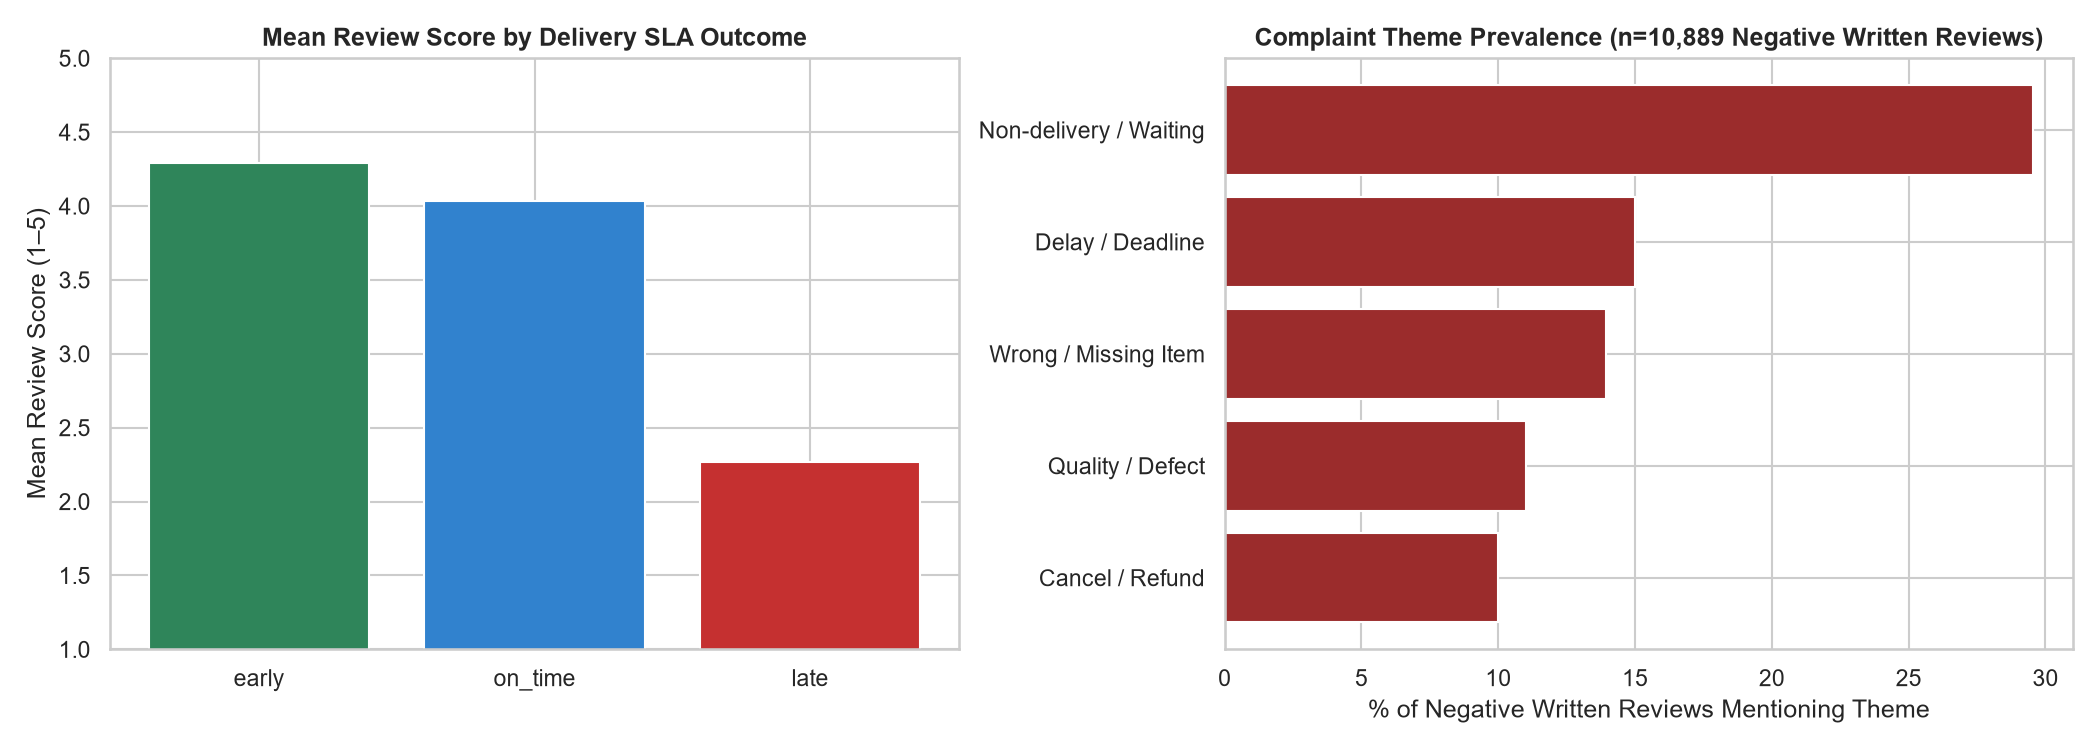 Mean Review Score by Delivery SLA Outcome
Mean Review Score (1–5)
5.0
4.5
4.0
3.5
3.0
2.5
2.0
1.5
1.0
early
on_time
late
Complaint Theme Prevalence (n=10,889 Negative Written Reviews)
Non-delivery / Waiting
Delay / Deadline
Wrong / Missing Item
Quality / Defect
Cancel / Refund
0 5 10 15 20 25 30
% of Negative Written Reviews Mentioning Theme